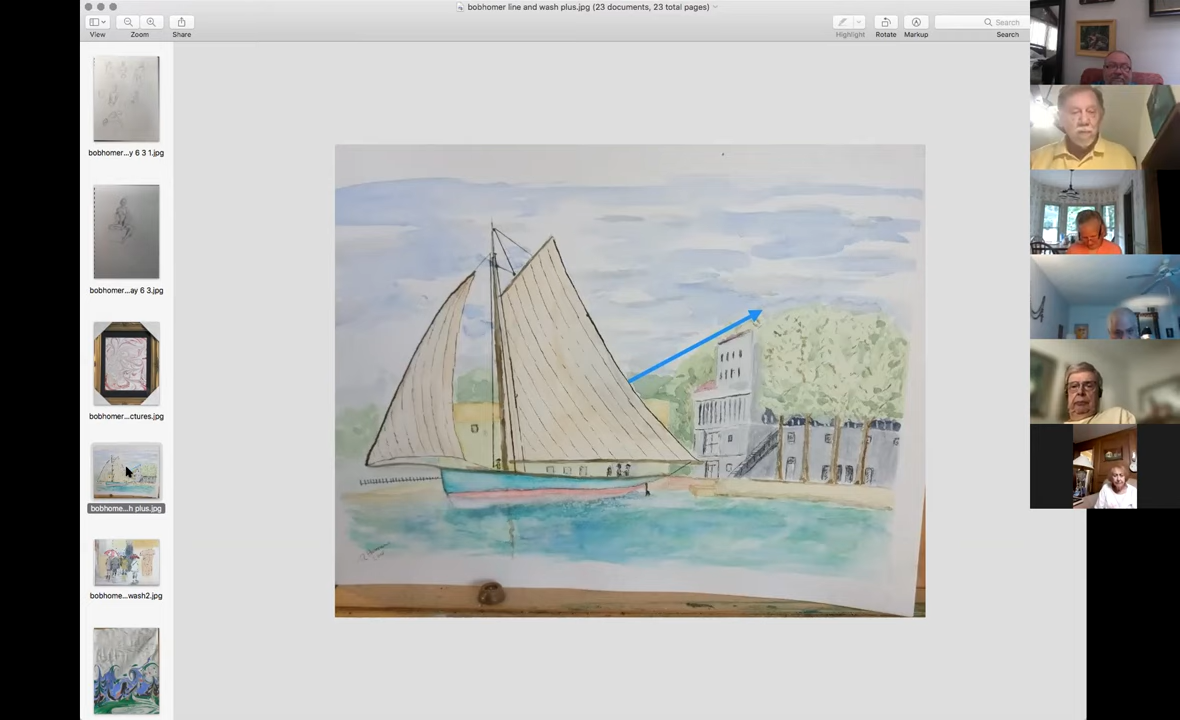 bobhomer line and wash plus.jpg (23 documents, 23 total pages)
View
Zoom
Share
Highlight
Rotate
Markup
Search
Search
bobhomer...y 6 3 1.jpg
bobhomer...ay 6 3.jpg
bobhomer...ctures.jpg
bobhome...h plus.jpg
bobhome...wash2.jpg